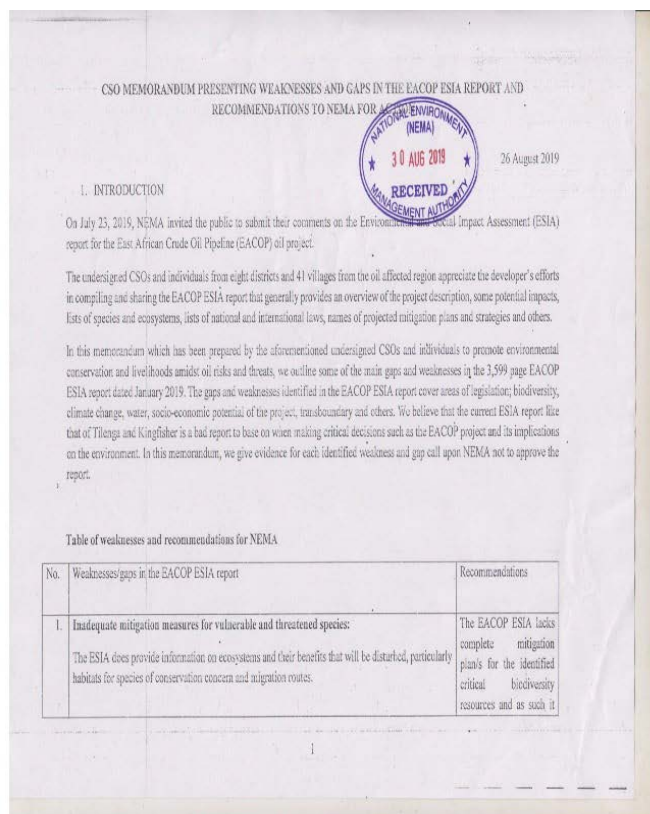 CSO MEMORANDUM PRESENTING WEAKNESSES AND GAPS IN THE EACOP ESIA REPORT AND
RECOMMENDATIONS TO NEMA FOR
NATIONAL ENVIRONMENT
(NEMA)
30 AUG 2019
RECEIVED
MANAGEMENT AUTHORITY
26 August 2019
1. INTRODUCTION
On July 23, 2019, NEMA invited the public to submit their comments on the Environmental and Social Impact Assessment (ESIA)
report for the East African Crude Oil Pipeline (EACOP) oil project.
The undersigned CSOs and individuals from eight districts and 41 villages from the oil affected region appreciate the developer's efforts
in compiling and sharing the EACOP ESIA report that generally provides an overview of the project description, some potential impacts,
lists of species and ecosystems, lists of national and international laws, names of projected mitigation plans and strategies and others.
In this memorandum which has been prepared by the aforementioned undersigned CSOs and individuals to promote environmental
conservation and livelihoods amidst oil risks and threats, we outline some of the main gaps and weaknesses in the 3,599 page EACOP
ESIA report dated January 2019. The gaps and weaknesses identified in the EACOP ESIA report cover areas of legislation; biodiversity,
climate change, water, socio-economic potential of the project, transboundary and others. We believe that the current ESIA report like
that of Tilenga and Kingfisher is a bad report to base on when making critical decisions such as the EACOP project and its implications
on the environment. In this memorandum, we give evidence for each identified weakness and gap call upon NEMA not to approve the
report.
Table of weaknesses and recommendations for NEMA
No.
Weaknesses/gaps in the EACOP ESIA report
Recommendations
1.
Inadequate mitigation measures for vulnerable and threatened species:
The ESIA does provide information on ecosystems and their benefits that will be disturbed, particularly
habitats for species of conservation concern and migration routes.
The EACOP ESIA lacks
complete mitigation
plan/s for the identified
critical biodiversity
resources and as such it
1